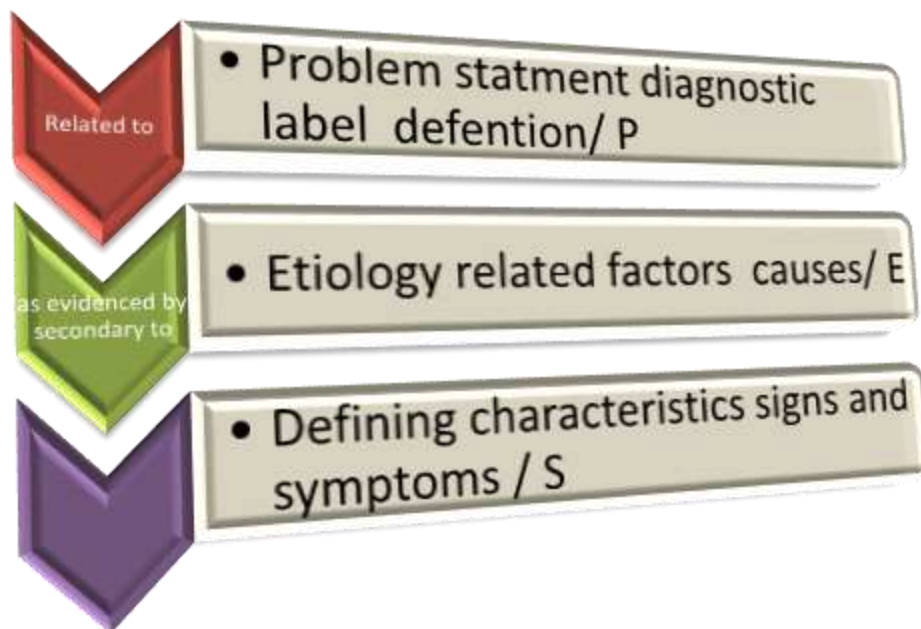 Related to
• Problem statment diagnostic
label defention/ P
as evidenced by
secondary to
• Etiology related factors causes/ E
• Defining characteristics signs and
symptoms / S